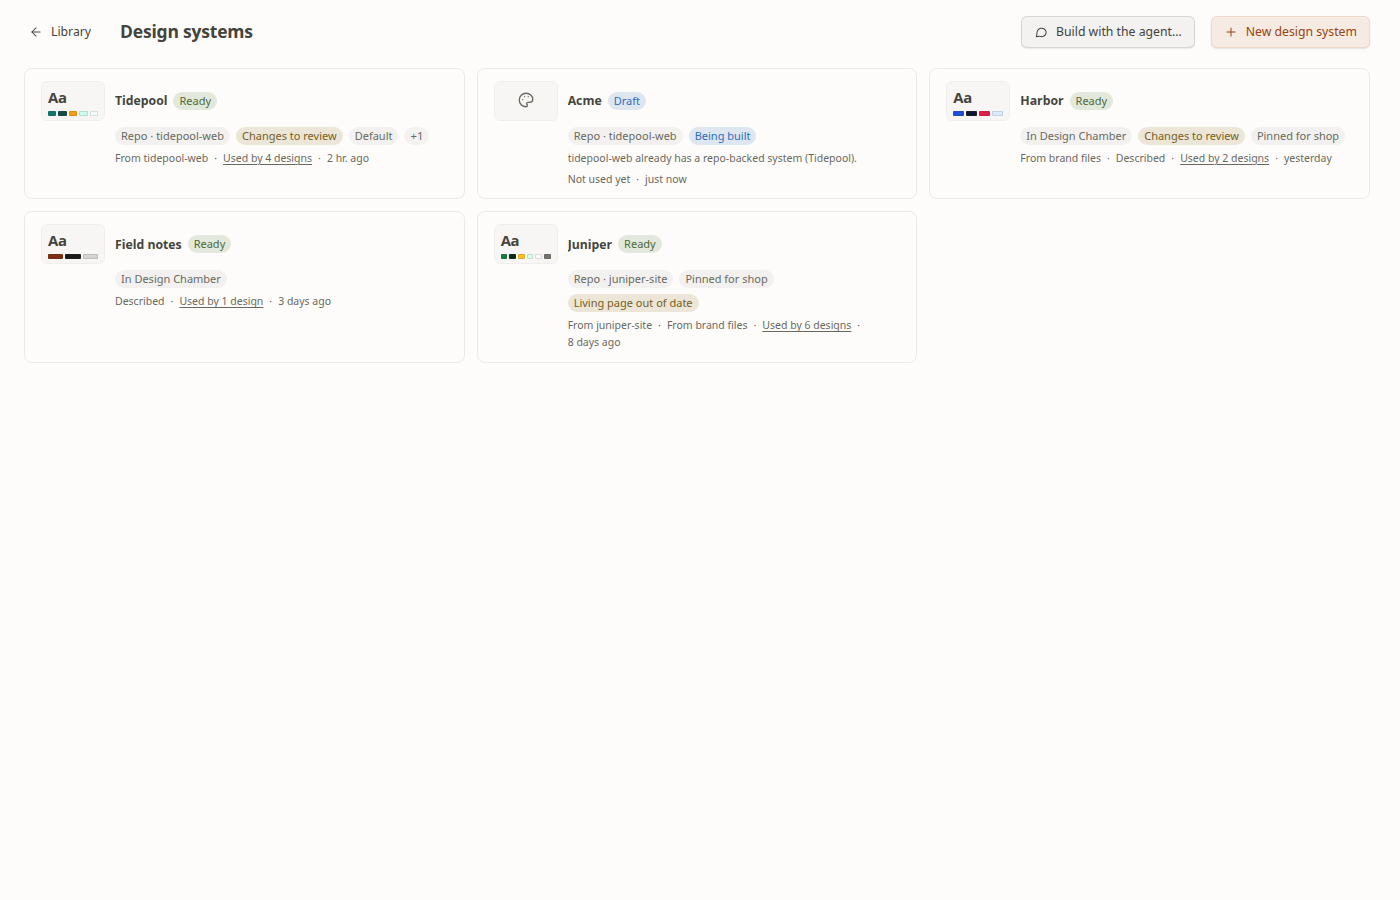 Library
Design systems
Build with the agent...
New design system
Aa
Tidepool Ready
Repo · tidepool-web Changes to review Default +1
From tidepool-web · Used by 4 designs · 2 hr. ago
Acme Draft
Repo · tidepool-web Being built
tidepool-web already has a repo-backed system (Tidepool).
Not used yet · just now
Aa
Harbor Ready
In Design Chamber Changes to review Pinned for shop
From brand files · Described · Used by 2 designs · yesterday
Aa
Field notes Ready
In Design Chamber
Described · Used by 1 design · 3 days ago
Aa
Juniper Ready
Repo · juniper-site Pinned for shop
Living page out of date
From juniper-site · From brand files · Used by 6 designs ·
8 days ago